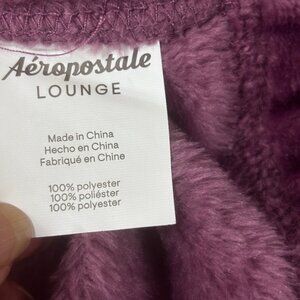 Aéropostale
LOUNGE
Made in China
Hecho en China
Fabriqué en Chine
100% polyester
100% poliéster
100% polyester